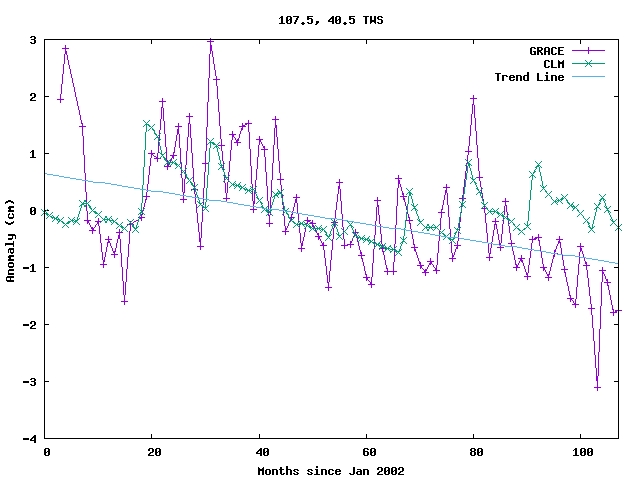 107.5, 40.5 TWS
GRACE
CLM
Trend Line
3
2
1
0
-1
-2
-3
-4
Anomaly (cm)
0 20 40 60 80 100
Months since Jan 2002